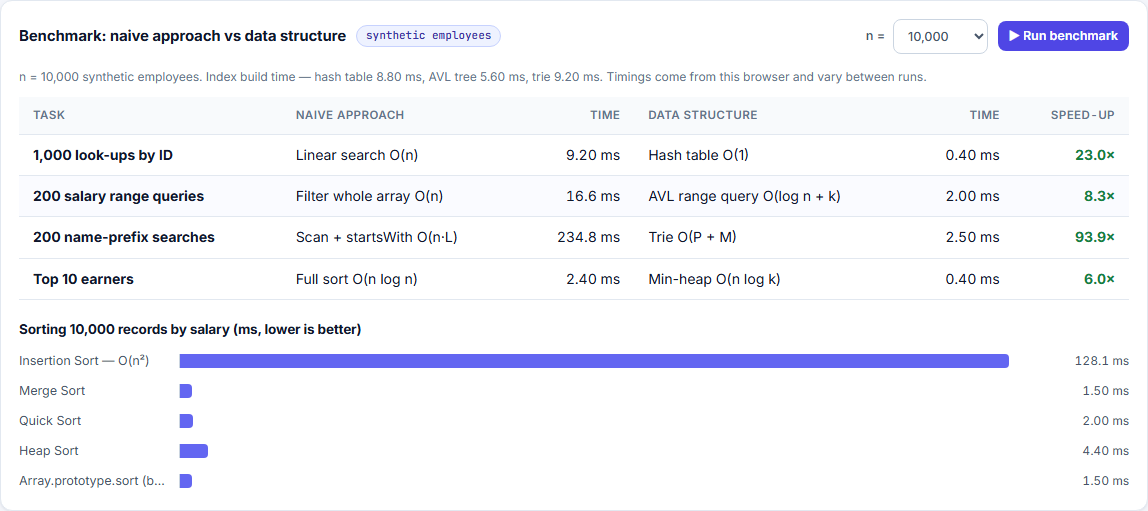 Benchmark: naive approach vs data structure synthetic employees n = 10,000 ▶ Run benchmark
n = 10,000 synthetic employees. Index build time — hash table 8.80 ms, AVL tree 5.60 ms, trie 9.20 ms. Timings come from this browser and vary between runs.
TASK NAIVE APPROACH TIME DATA STRUCTURE TIME SPEED-UP
1,000 look-ups by ID Linear search O(n) 9.20 ms Hash table O(1) 0.40 ms 23.0×
200 salary range queries Filter whole array O(n) 16.6 ms AVL range query O(log n + k) 2.00 ms 8.3×
200 name-prefix searches Scan + startsWith O(n·L) 234.8 ms Trie O(P + M) 2.50 ms 93.9×
Top 10 earners Full sort O(n log n) 2.40 ms Min-heap O(n log k) 0.40 ms 6.0×
Sorting 10,000 records by salary (ms, lower is better)
Insertion Sort — O(n²) 128.1 ms
Merge Sort 1.50 ms
Quick Sort 2.00 ms
Heap Sort 4.40 ms
Array.prototype.sort (b... 1.50 ms